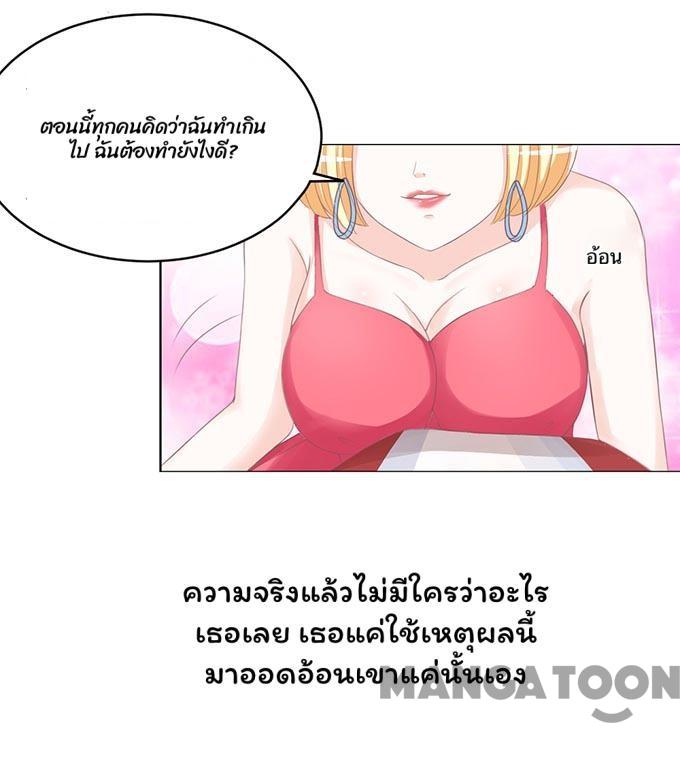 ตอนนี้ทุกคนคิดว่าฉันทำเกิน
ไป ฉันต้องทำยังไงดี?
อ้อน
ความจริงแล้วไม่มีใครว่าอะไร
เธอเลย เธอแค่ใช้เหตุผลนี้
มาออดอ้อนเขาแค่นั้นเอง
MANGATOON